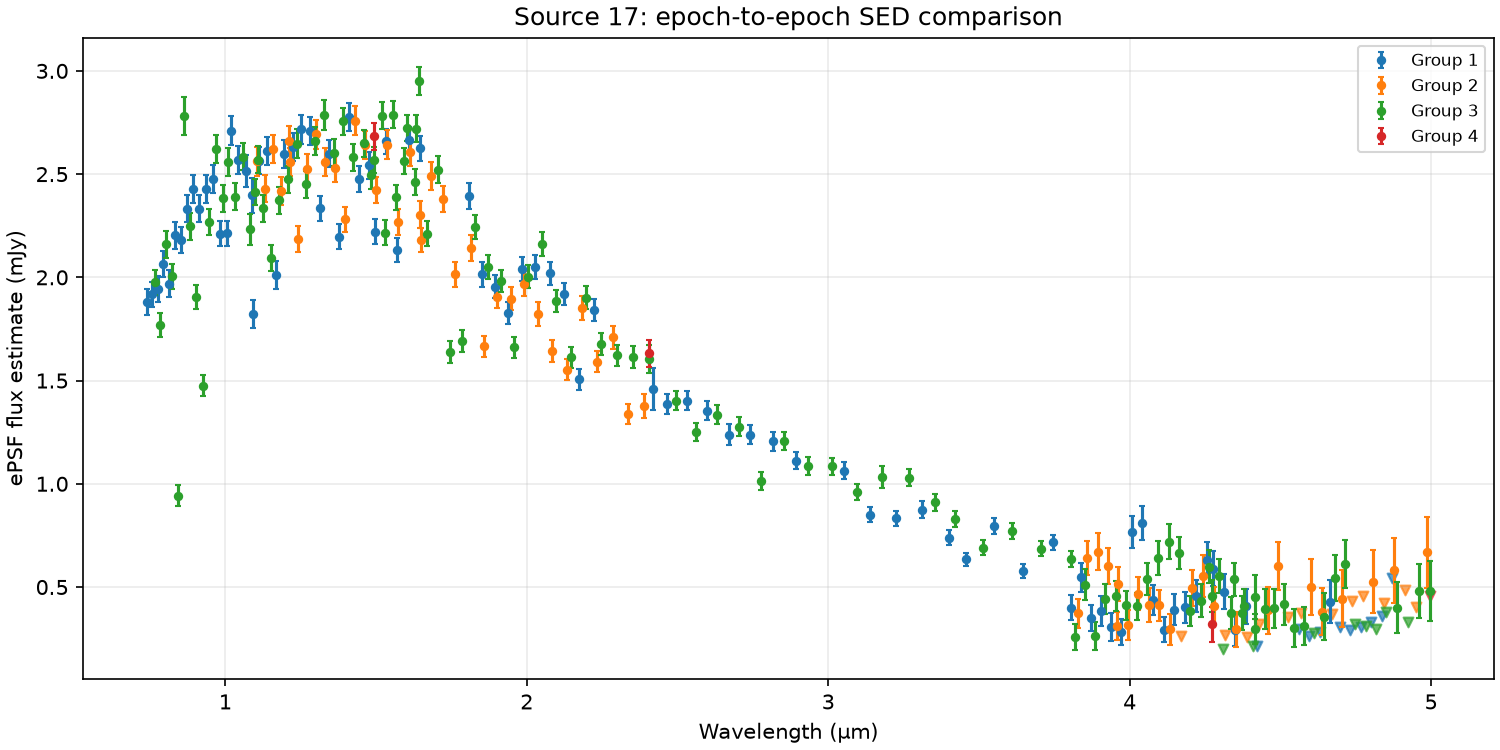 Source 17: epoch-to-epoch SED comparison
ePSF flux estimate (mJy)
3.0
2.5
2.0
1.5
1.0
0.5
Group 1
Group 2
Group 3
Group 4
1 2 3 4 5
Wavelength (μm)